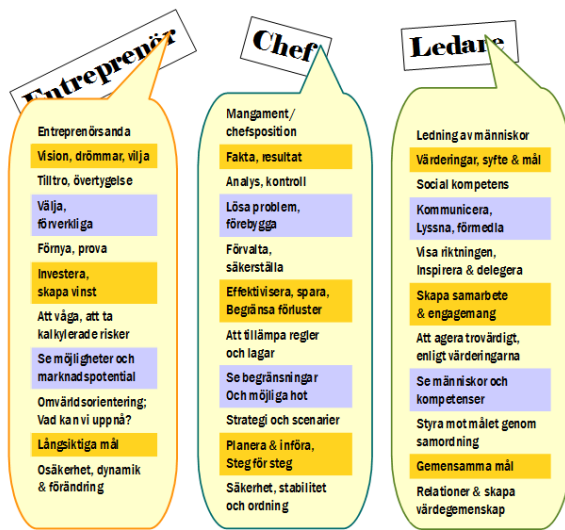 Entreprenör
Entreprenörsanda
Vision, drömmar, vilja
Tilltro, övertygelse
Välja,
förverkliga
Förnya, prova
Investera,
skapa vinst
Att våga, att ta
kalkylerade risker
Se möjligheter och
marknadspotential
Omvärldsorientering;
Vad kan vi uppnå?
Långsiktiga mål
Osäkerhet, dynamik
& förändring
Chef
Mangament/
chefsposition
Fakta, resultat
Analys, kontroll
Lösa problem,
förebygga
Förvalta,
säkerställa
Effektivisera, spara,
Begränsa förluster
Att tillämpa regler
och lagar
Se begränsningar
Och möjliga hot
Strategi och scenarier
Planera & införa,
Steg för steg
Säkerhet, stabilitet
och ordning
Ledare
Ledning av människor
Värderingar, syfte & mål
Social kompetens
Kommunicera,
Lyssna, förmedla
Visa riktningen,
Inspirera & delegera
Skapa samarbete
& engagemang
Att agera trovärdigt,
enligt värderingarna
Se människor och
kompetenser
Styra mot målet genom
samordning
Gemensamma mål
Relationer & skapa
värdegemenskap